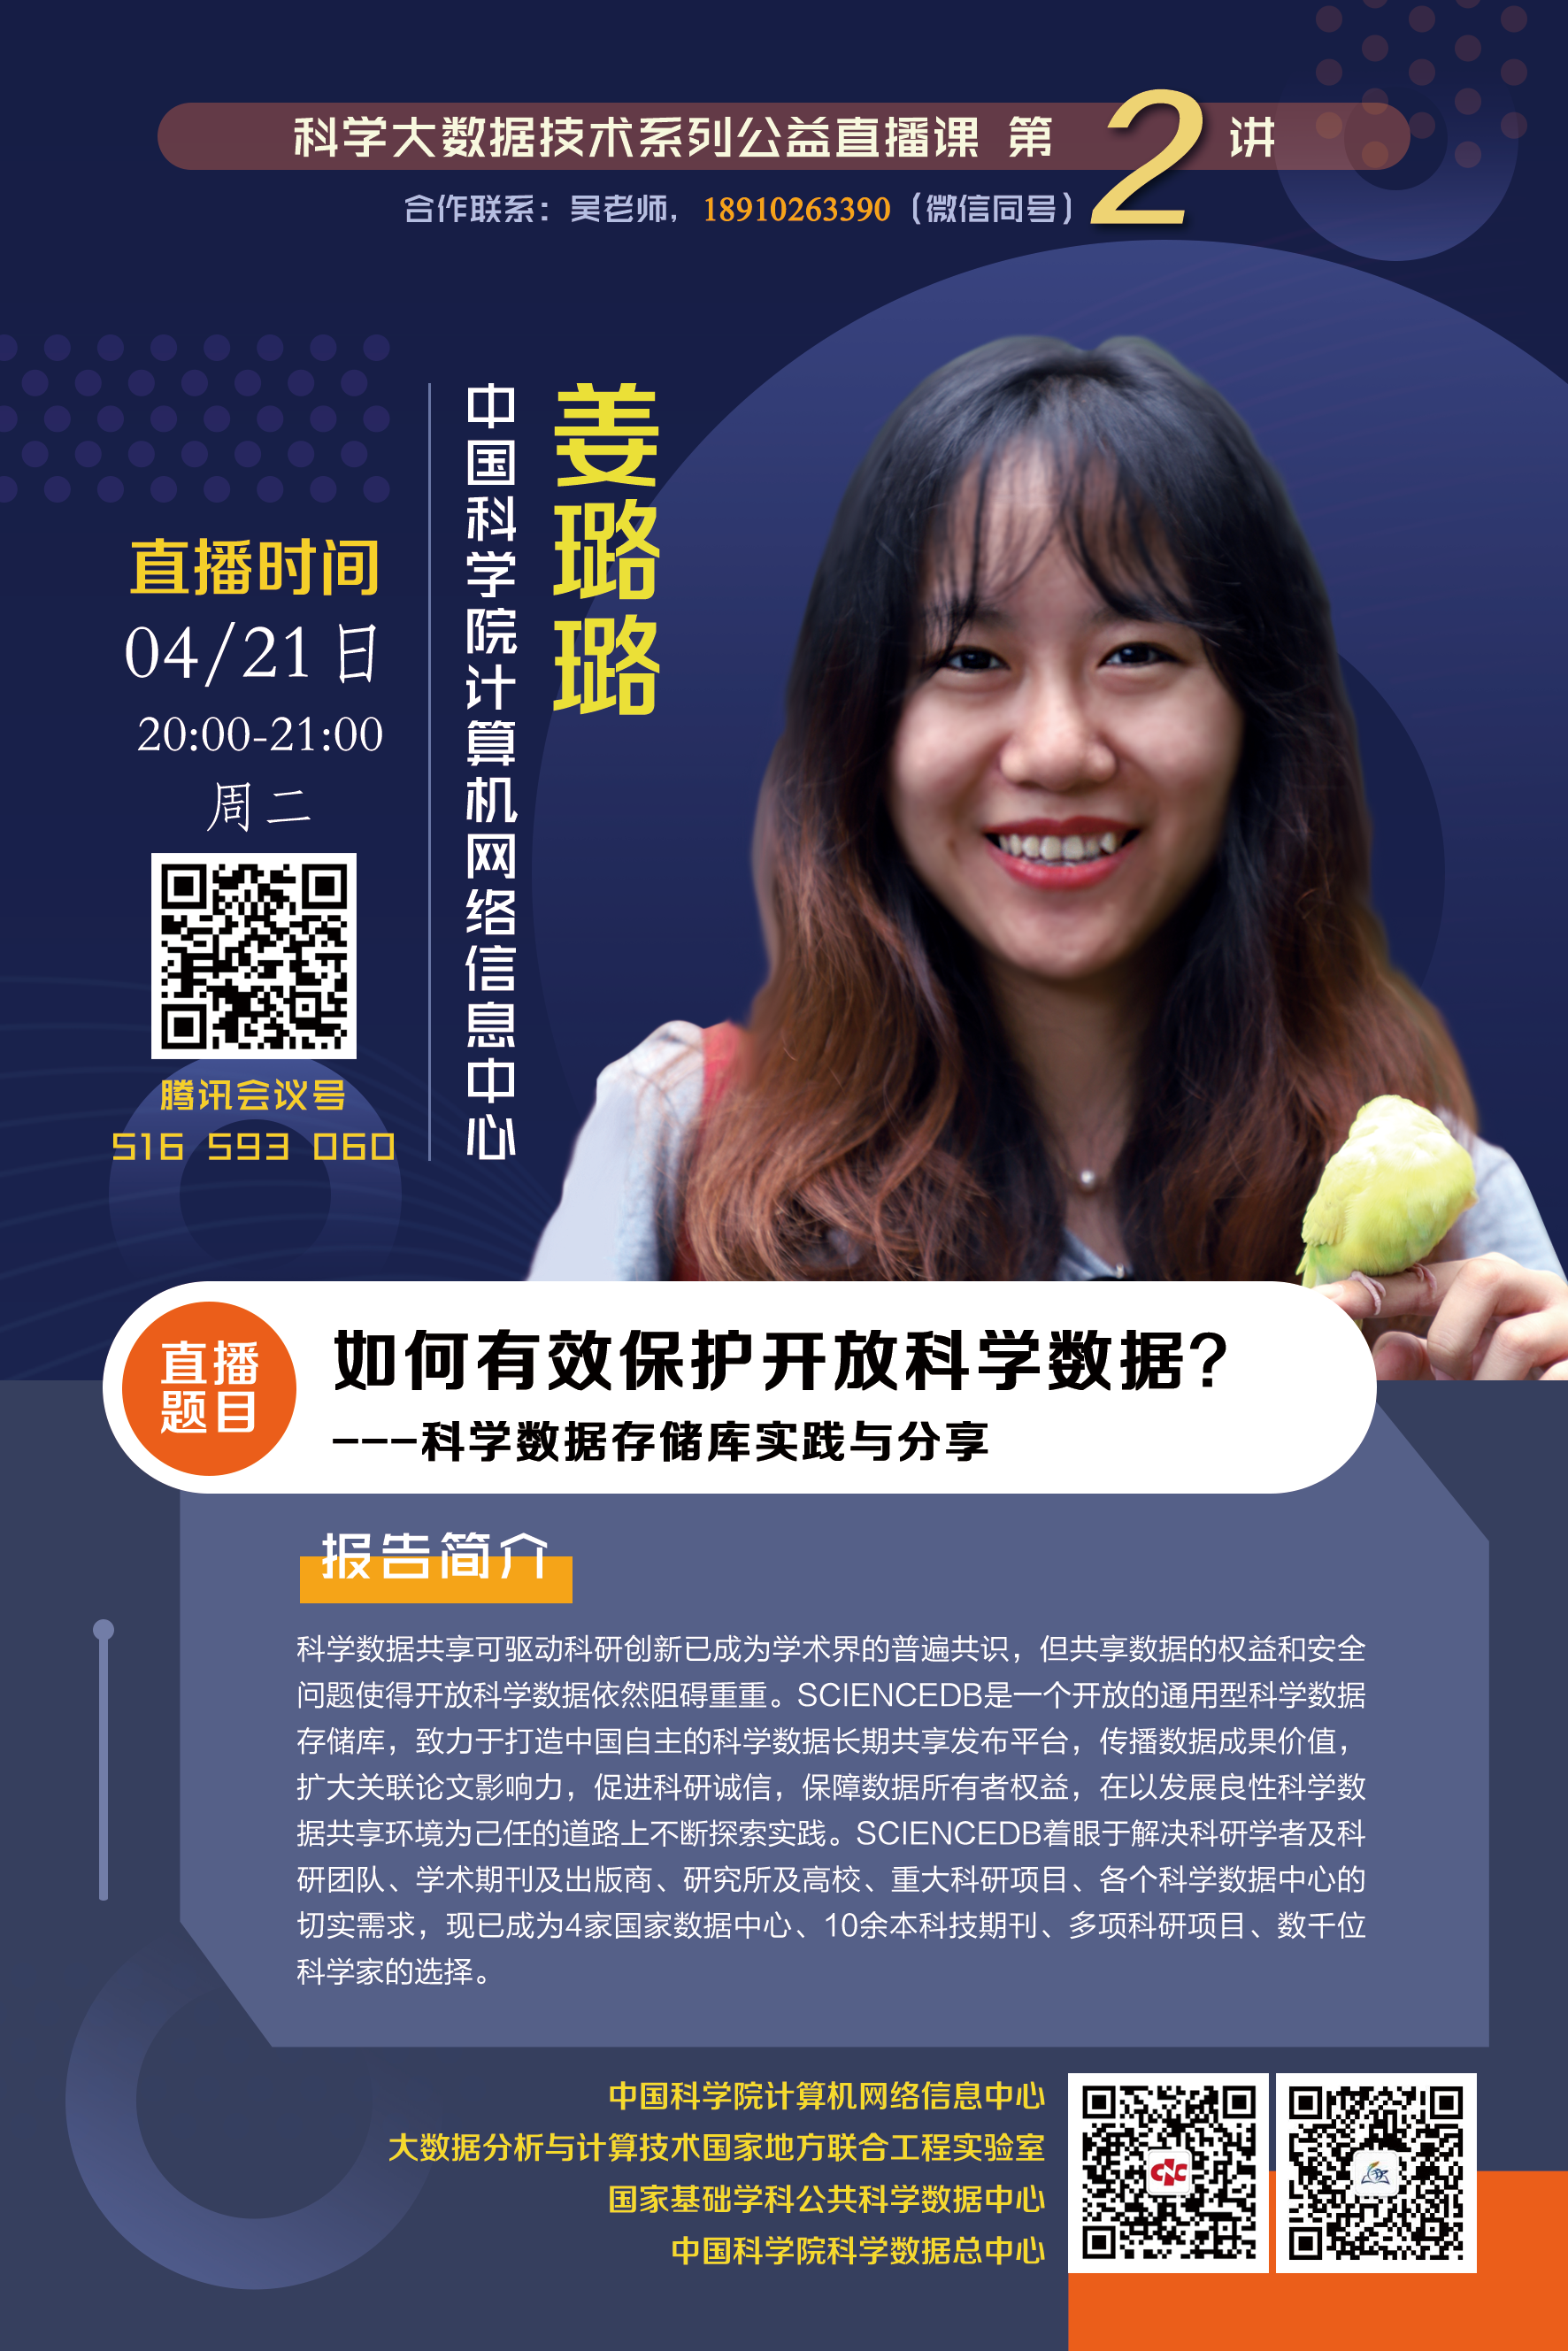 科学大数据技术系列公益直播课 第2讲
合作联系：吴老师，18910263390（微信同号）
姜璐璐
中国科学院计算机网络信息中心
直播时间
04/21日
20:00-21:00
周二
腾讯会议号
516 593 060
直播
题目
如何有效保护开放科学数据？
---科学数据存储库实践与分享
报告简介
科学数据共享可驱动科研创新已成为学术界的普遍共识，但共享数据的权益和安全
问题使得开放科学数据依然阻碍重重。SCIENCEDB是一个开放的通用型科学数据
存储库，致力于打造中国自主的科学数据长期共享发布平台，传播数据成果价值，
扩大关联论文影响力，促进科研诚信，保障数据所有者权益，在以发展良性科学数
据共享环境为己任的道路上不断探索实践。SCIENCEDB着眼于解决科研学者及科
研团队、学术期刊及出版商、研究所及高校、重大科研项目、各个科学数据中心的
切实需求，现已成为4家国家数据中心、10余本科技期刊、多项科研项目、数千位
科学家的选择。
中国科学院计算机网络信息中心
大数据分析与计算技术国家地方联合工程实验室
国家基础学科公共科学数据中心
中国科学院科学数据总中心